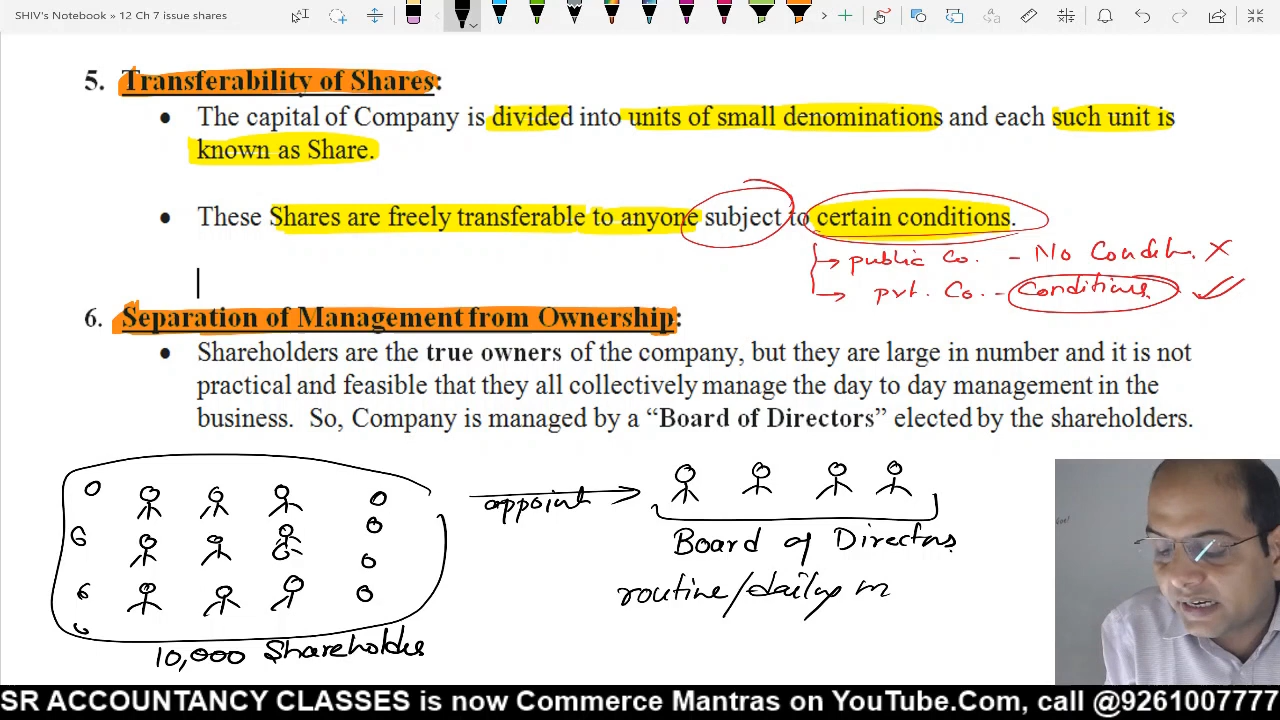 SHIV's Notebook » 12 Ch 7 issue shares
5. Transferability of Shares:
• The capital of Company is divided into units of small denominations and each such unit is
known as Share.
• These Shares are freely transferable to anyone subject to certain conditions.
→ public Co. - No Condin. X
→ pvt. Co. - Conditions ✓
6. Separation of Management from Ownership:
• Shareholders are the true owners of the company, but they are large in number and it is not
practical and feasible that they all collectively manage the day to day management in the
business. So, Company is managed by a “Board of Directors” elected by the shareholders.
appoint
Board of Directors
routine/daily m
10,000 Shareholder
SR ACCOUNTANCY CLASSES is now Commerce Mantras on YouTube.Com, call @9261007777